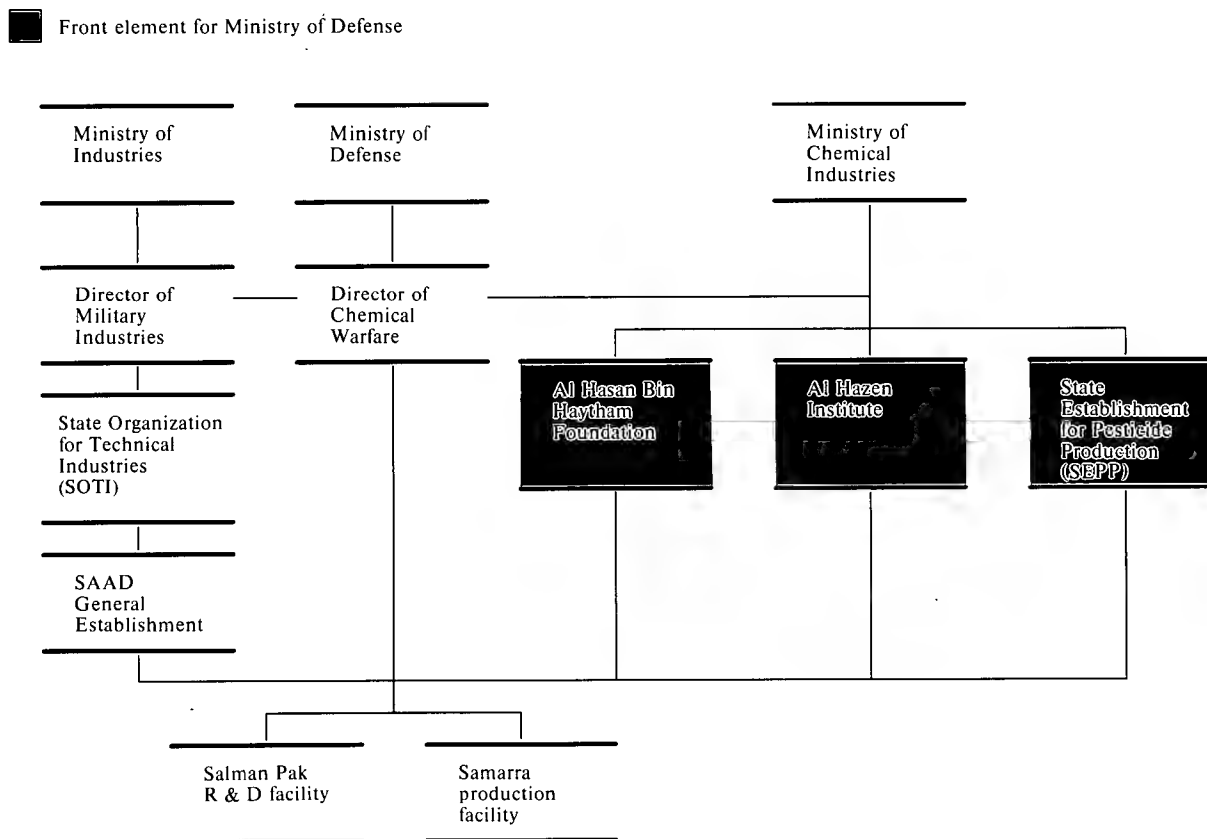 Front element for Ministry of Defense
Ministry of
Industries
Ministry of
Defense
Ministry of
Chemical
Industries
Director of
Military
Industries
Director of
Chemical
Warfare
Al Hasan Bin
Haytham
Foundation
Al Hazen
Institute
State
Establishment
for Pesticide
Production
(SEPP)
State Organization
for Technical
Industries
(SOTI)
SAAD
General
Establishment
Salman Pak
R & D facility
Samarra
production
facility